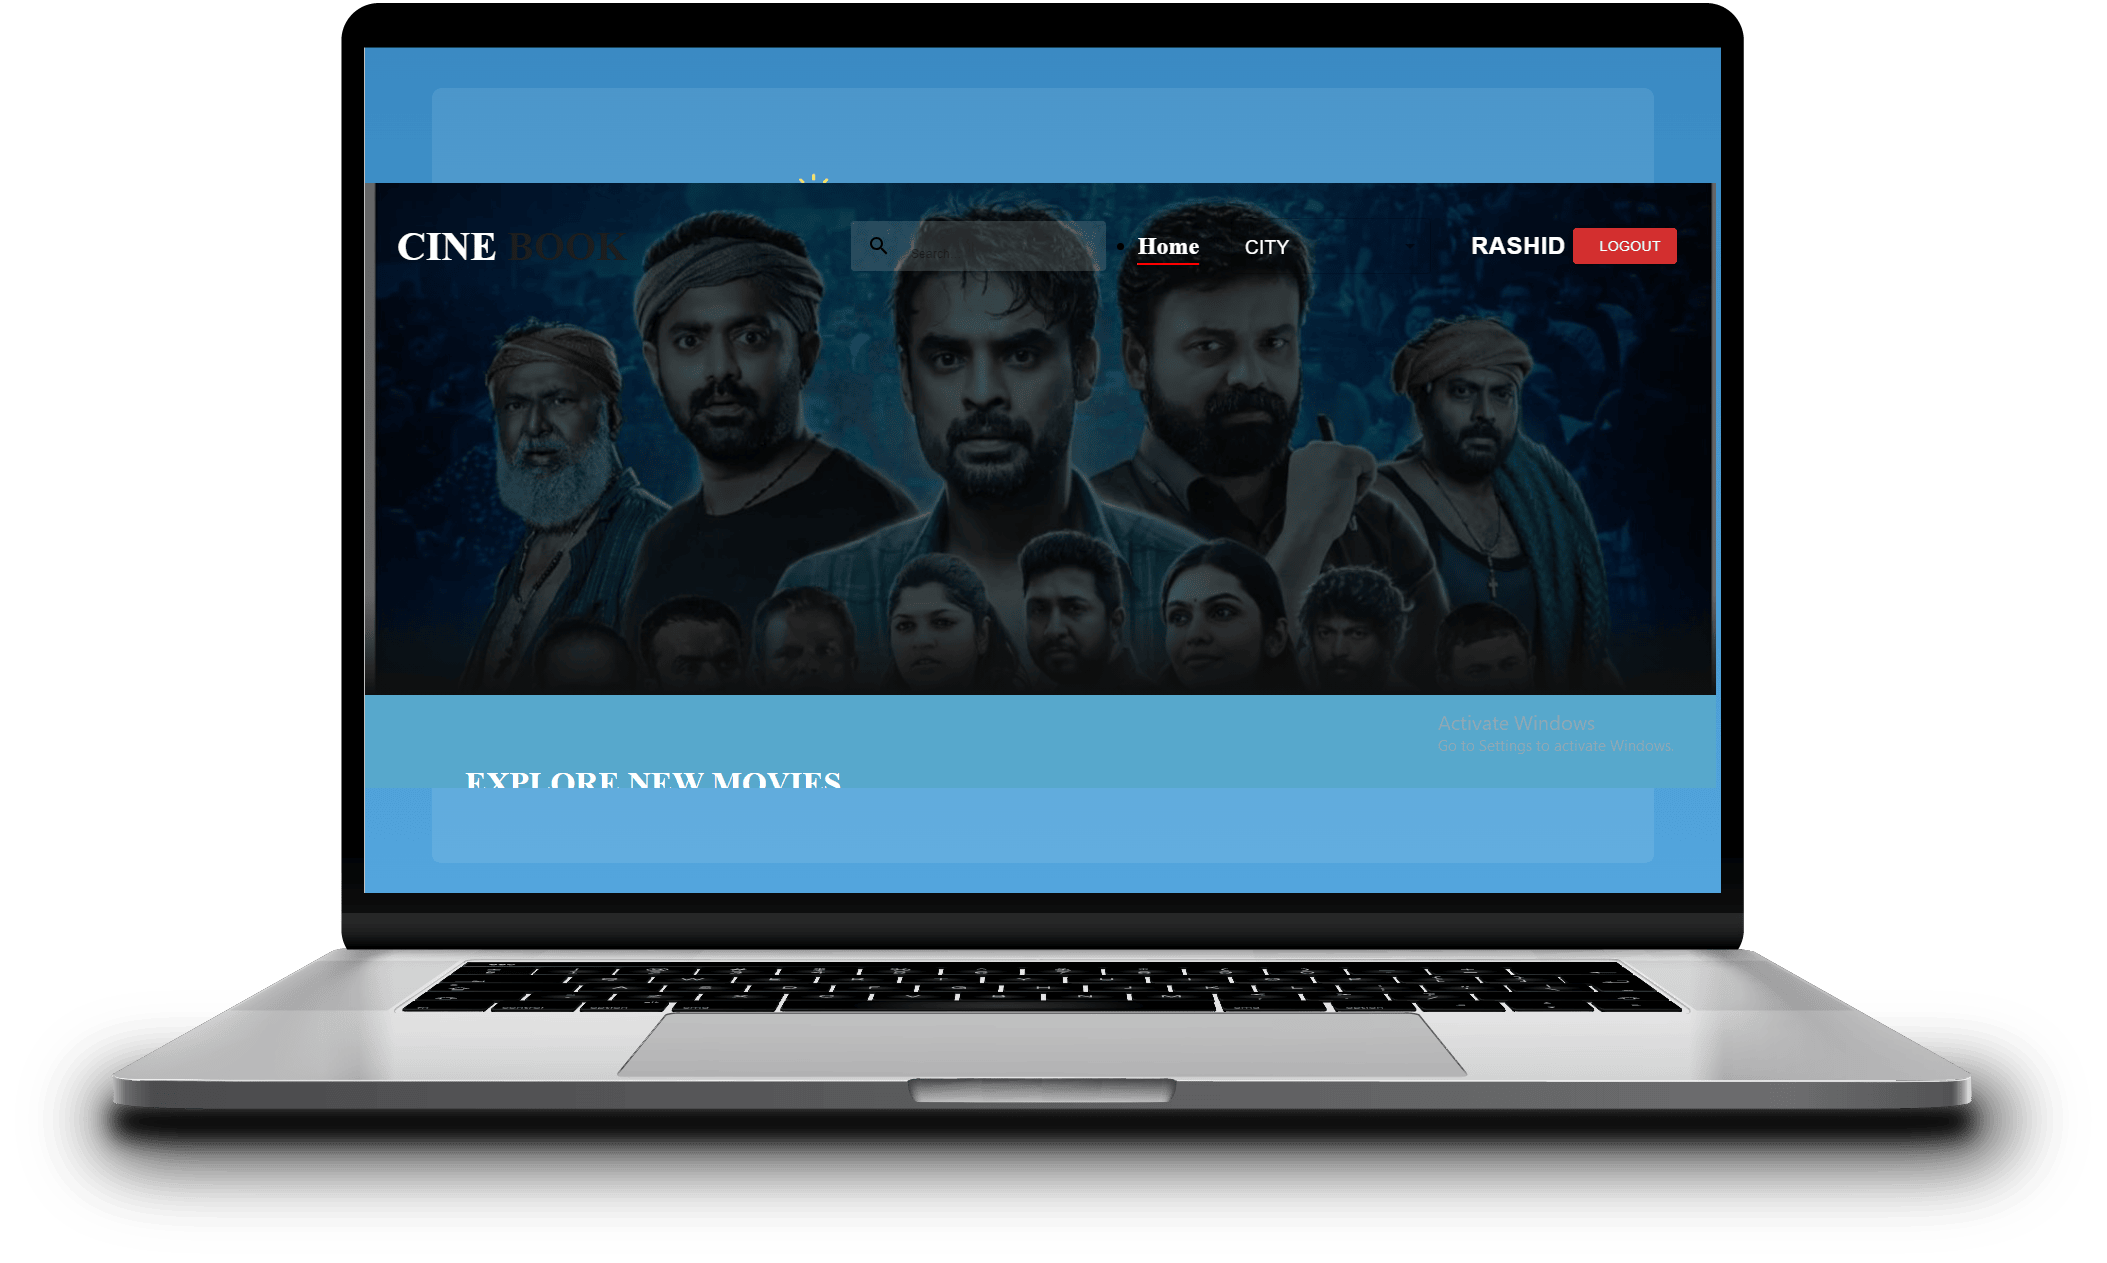 CINE BOOK
Search
Home
CITY
RASHID
LOGOUT
Activate Windows
Go to Settings to activate Windows.
EXPLORE NEW MOVIES